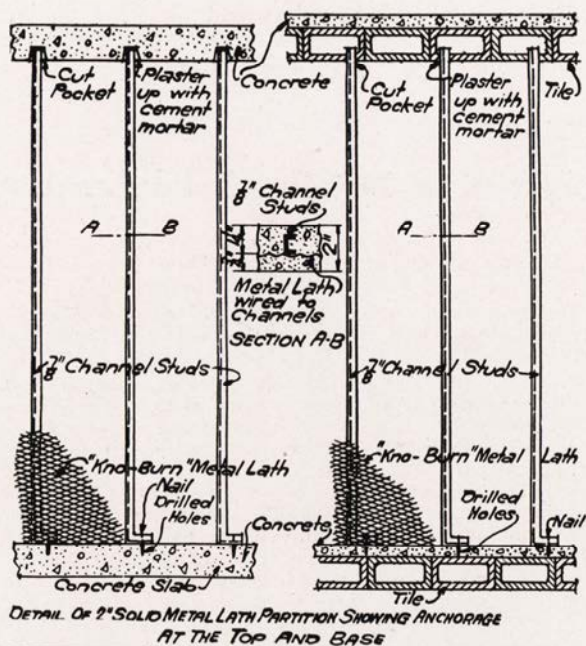 Cut
Pocket
Plaster
up with
cement
mortar
Concrete
Cut
Pocket
Plaster
up with
cement
mortar
Tile
7/8" Channel
Studs
A B
2"
Metal Lath
wired to
Channels
SECTION A-B
A B
7/8" Channel Studs
"Kno-Burn" Metal Lath
Nail
Drilled
Holes
Concrete
Concrete Slab
7/8" Channel Studs
"Kno-Burn" Metal Lath
Drilled
Holes
Nail
Concrete
Tile
DETAIL OF 2" SOLID METAL LATH PARTITION SHOWING ANCHORAGE
AT THE TOP AND BASE